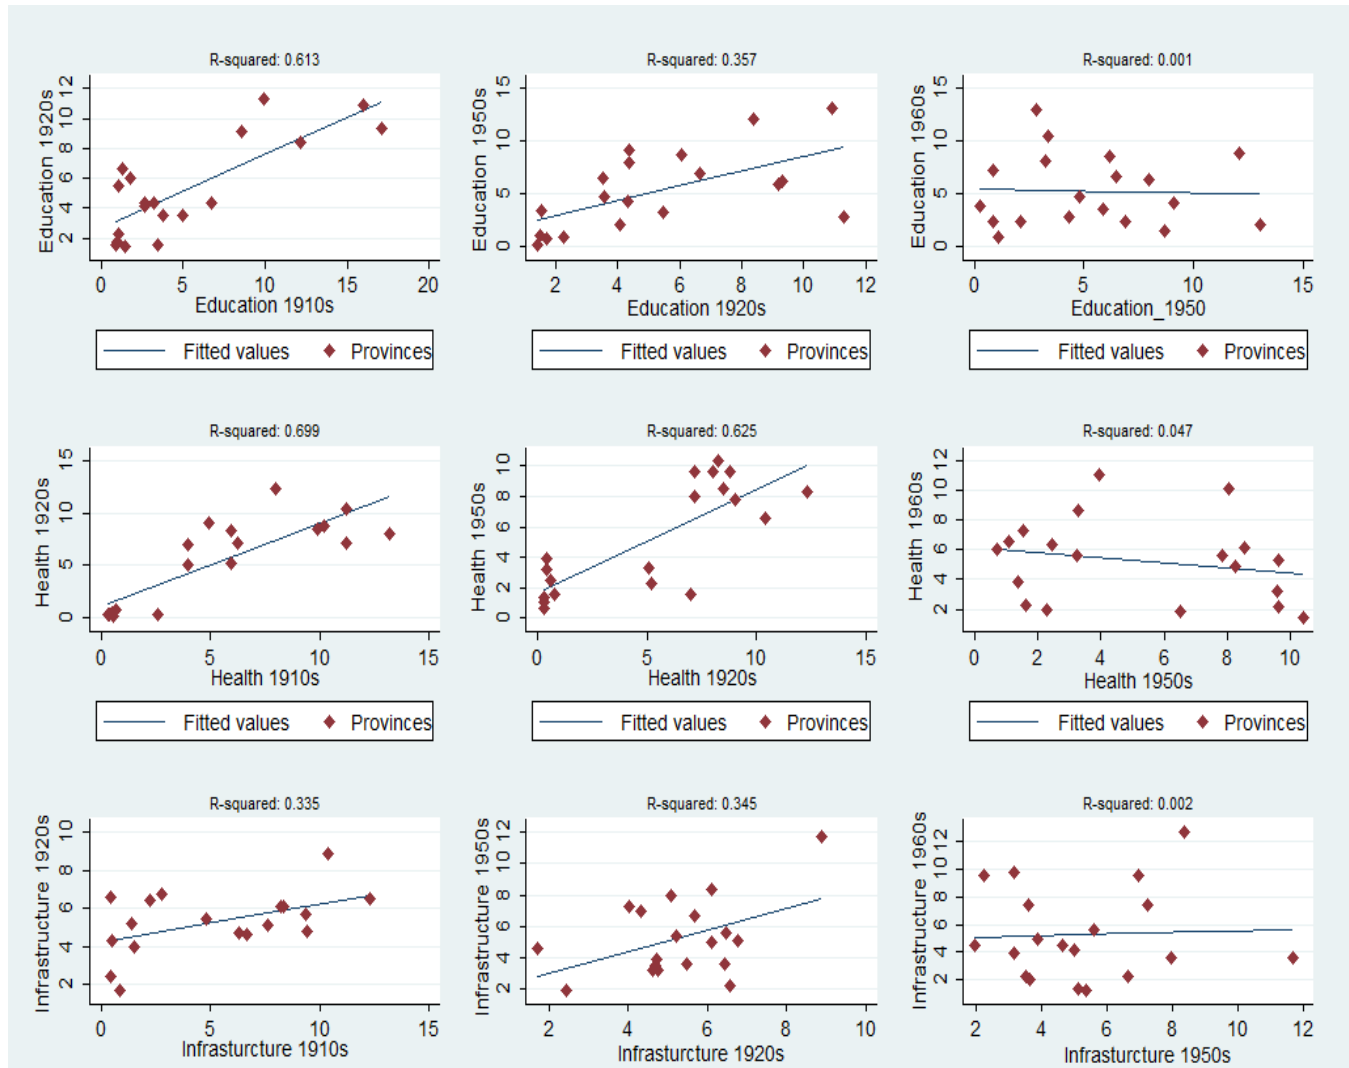 R-squared: 0.613
Education 1920s
2 4 6 8 10 12
0 5 10 15 20
Education 1910s
Fitted values Provinces
R-squared: 0.357
Education 1950s
0 5 10 15
2 4 6 8 10 12
Education 1920s
Fitted values Provinces
R-squared: 0.001
Education 1960s
0 5 10 15
0 5 10 15
Education_1950
Fitted values Provinces
R-squared: 0.699
Health 1920s
0 5 10 15
0 5 10 15
Health 1910s
Fitted values Provinces
R-squared: 0.625
Health 1950s
0 2 4 6 8 10
0 5 10 15
Health 1920s
Fitted values Provinces
R-squared: 0.047
Health 1960s
2 4 6 8 10 12
0 2 4 6 8 10
Health 1950s
Fitted values Provinces
R-squared: 0.335
Infrastructure 1920s
2 4 6 8 10
0 5 10 15
Infrasturcture 1910s
R-squared: 0.345
Infrastructure 1950s
2 4 6 8 10 12
2 4 6 8 10
Infrasturcture 1920s
R-squared: 0.002
Infrastructure 1960s
2 4 6 8 10 12
2 4 6 8 10 12
Infrasturcture 1950s